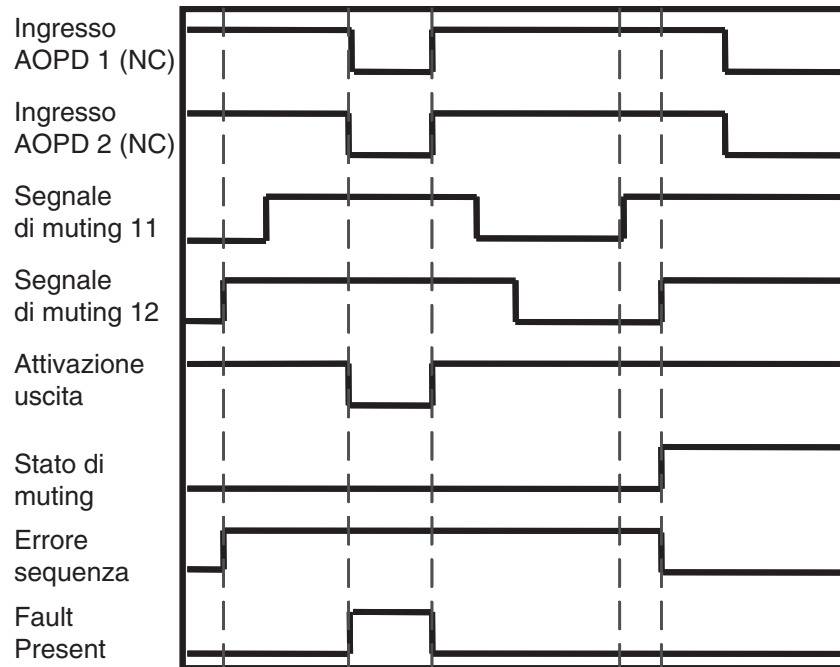 Ingresso
AOPD 1 (NC)
Ingresso
AOPD 2 (NC)
Segnale
di muting 11
Segnale
di muting 12
Attivazione
uscita
Stato di
muting
Errore
sequenza
Fault
Present